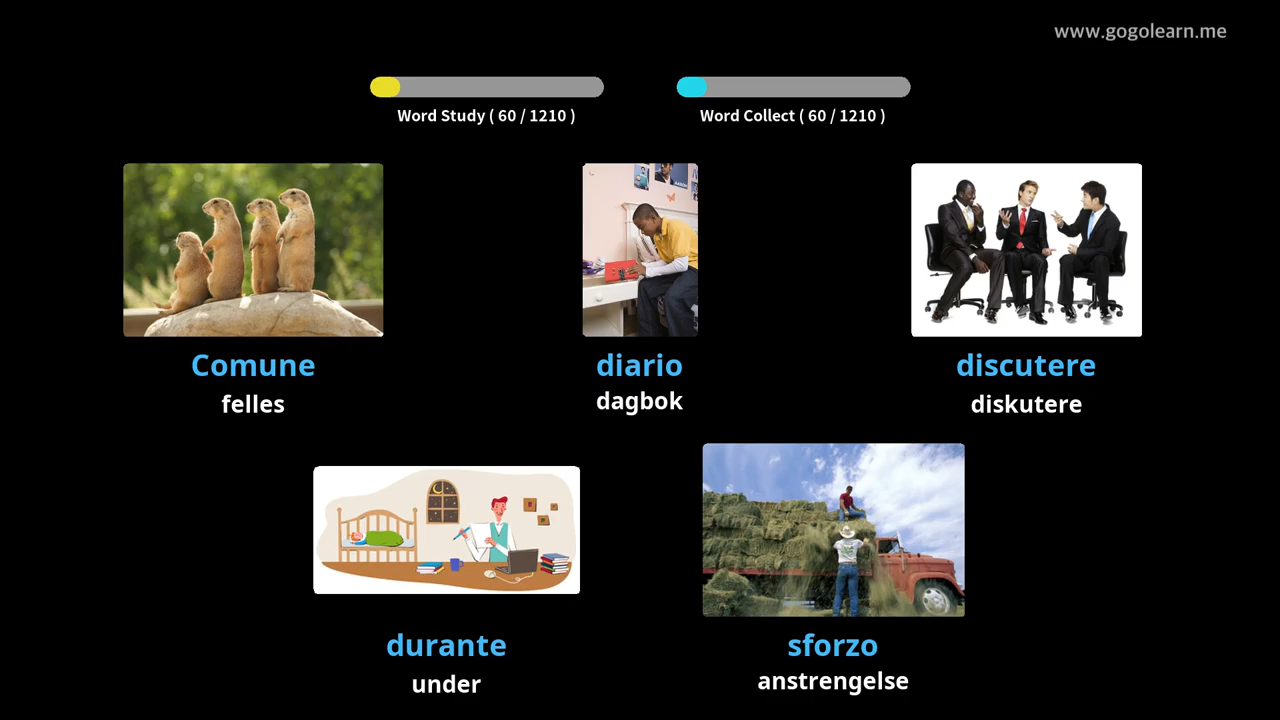 www.gogolearn.me
Word Study ( 60 / 1210 )
Word Collect ( 60 / 1210 )
Comune
felles
diario
dagbok
discutere
diskutere
durante
under
sforzo
anstrengelse